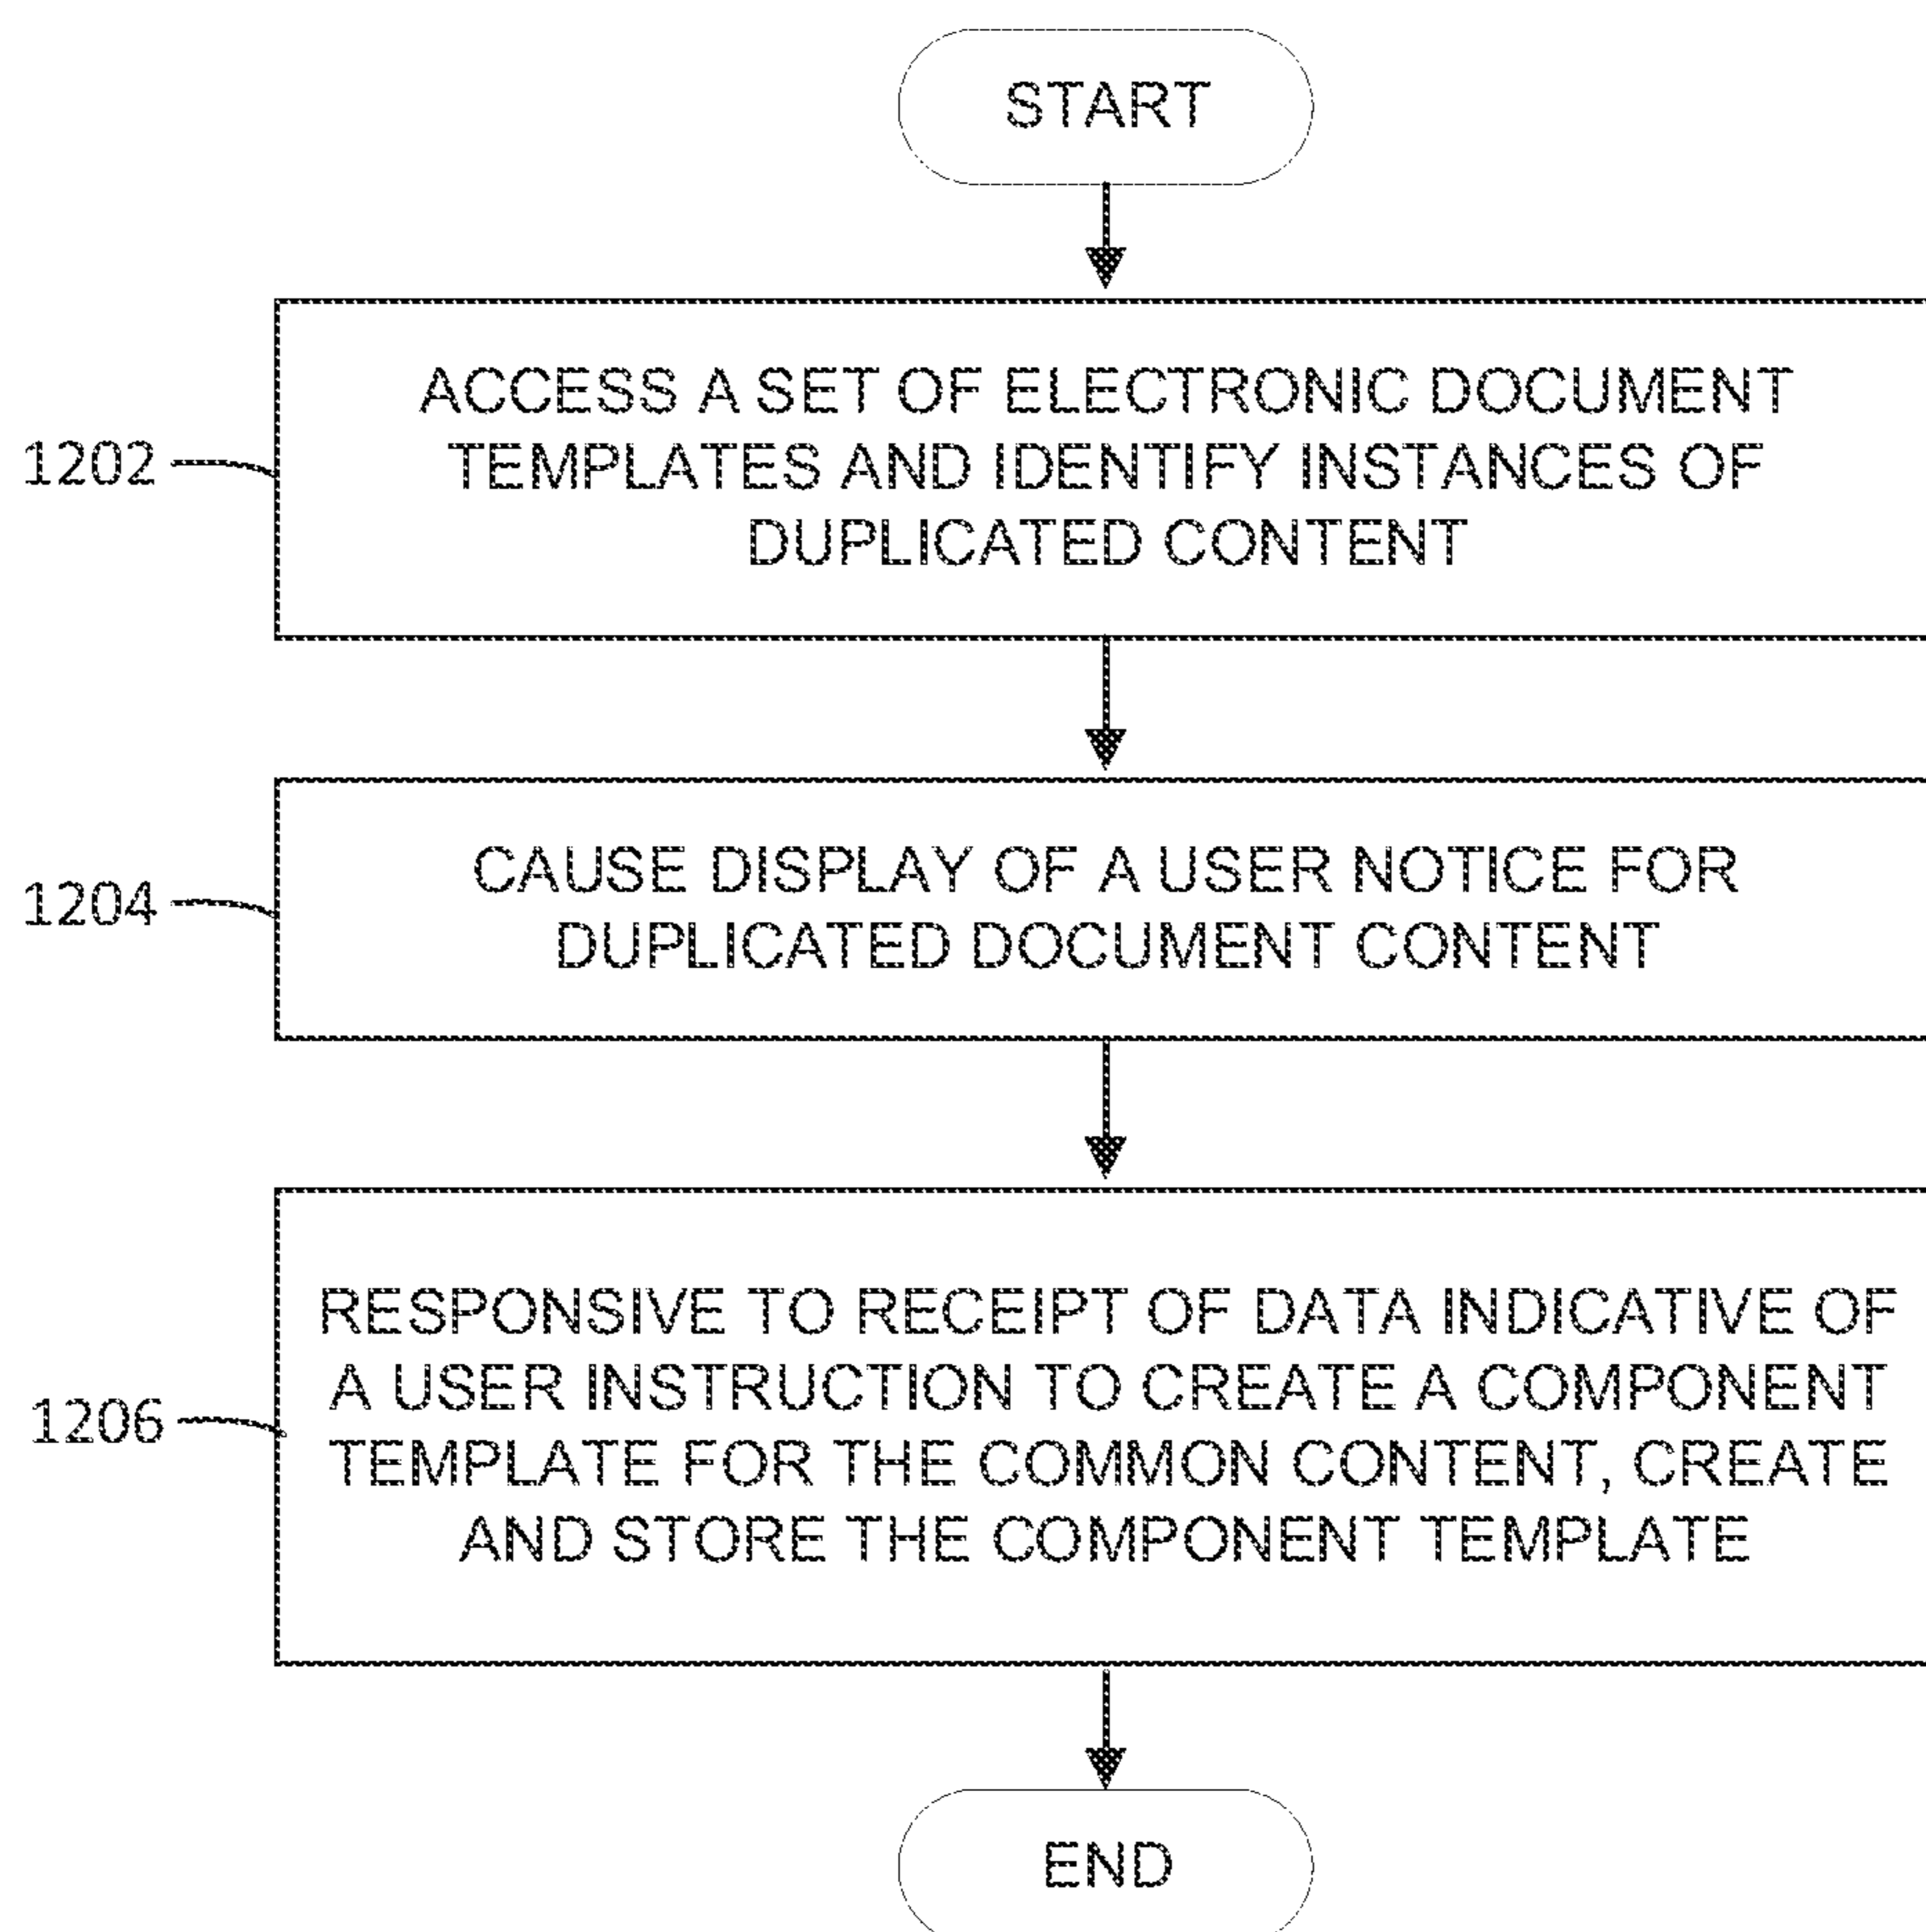 START
1202
ACCESS A SET OF ELECTRONIC DOCUMENT
TEMPLATES AND IDENTIFY INSTANCES OF
DUPLICATED CONTENT
1204
CAUSE DISPLAY OF A USER NOTICE FOR
DUPLICATED DOCUMENT CONTENT
1206
RESPONSIVE TO RECEIPT OF DATA INDICATIVE OF
A USER INSTRUCTION TO CREATE A COMPONENT
TEMPLATE FOR THE COMMON CONTENT, CREATE
AND STORE THE COMPONENT TEMPLATE
END